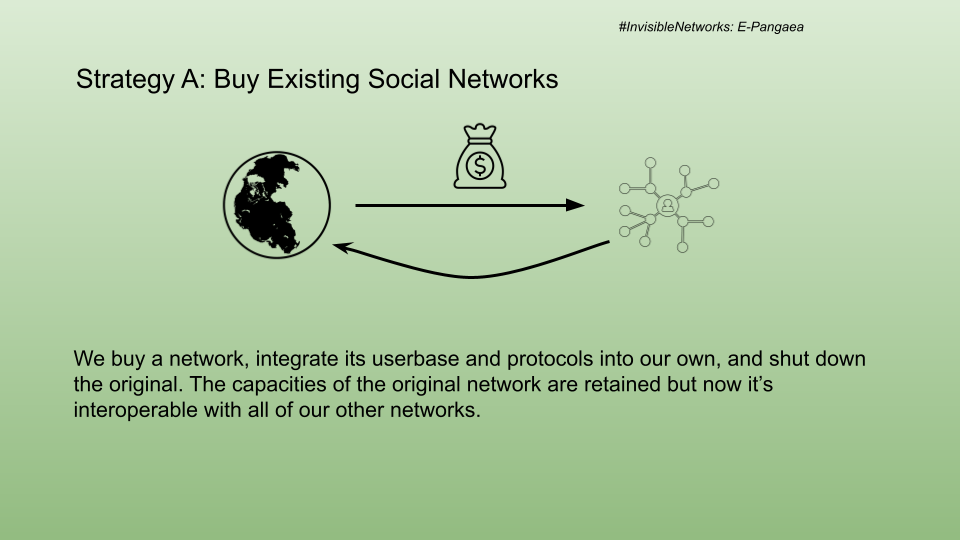 #InvisibleNetworks: E-Pangaea
Strategy A: Buy Existing Social Networks
$
We buy a network, integrate its userbase and protocols into our own, and shut down
the original. The capacities of the original network are retained but now it’s
interoperable with all of our other networks.